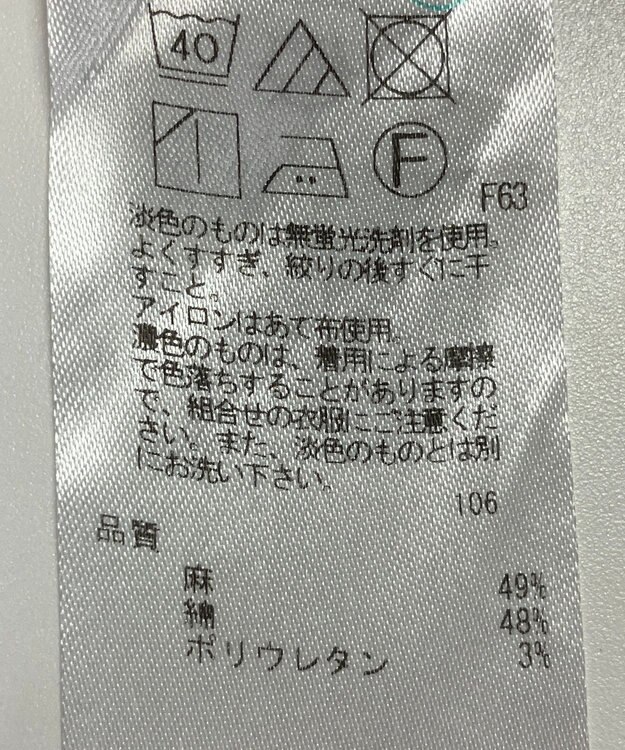 40
F
F63
淡色のものは無蛍光洗剤を使用。
よくすすぎ、絞りの後すぐに干
すこと。
アイロンはあて布使用。
濃色のものは、着用による摩擦
で色落ちすることがありますの
で、組合せの衣服にご注意くだ
さい。また、淡色のものとは別
にお洗い下さい。
106
品質
麻 49%
綿 48%
ポリウレタン 3%